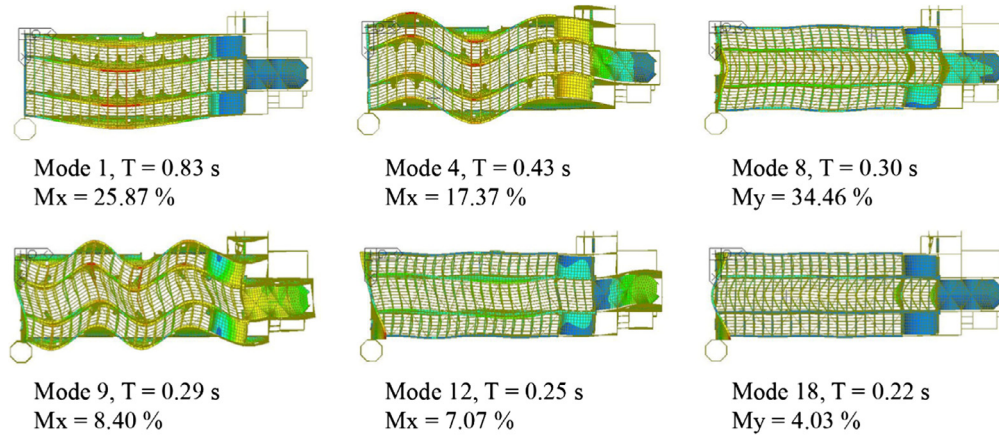 Mode 1, T = 0.83 s
Mx = 25.87 %
Mode 4, T = 0.43 s
Mx = 17.37 %
Mode 8, T = 0.30 s
My = 34.46 %
Mode 9, T = 0.29 s
Mx = 8.40 %
Mode 12, T = 0.25 s
Mx = 7.07 %
Mode 18, T = 0.22 s
My = 4.03 %